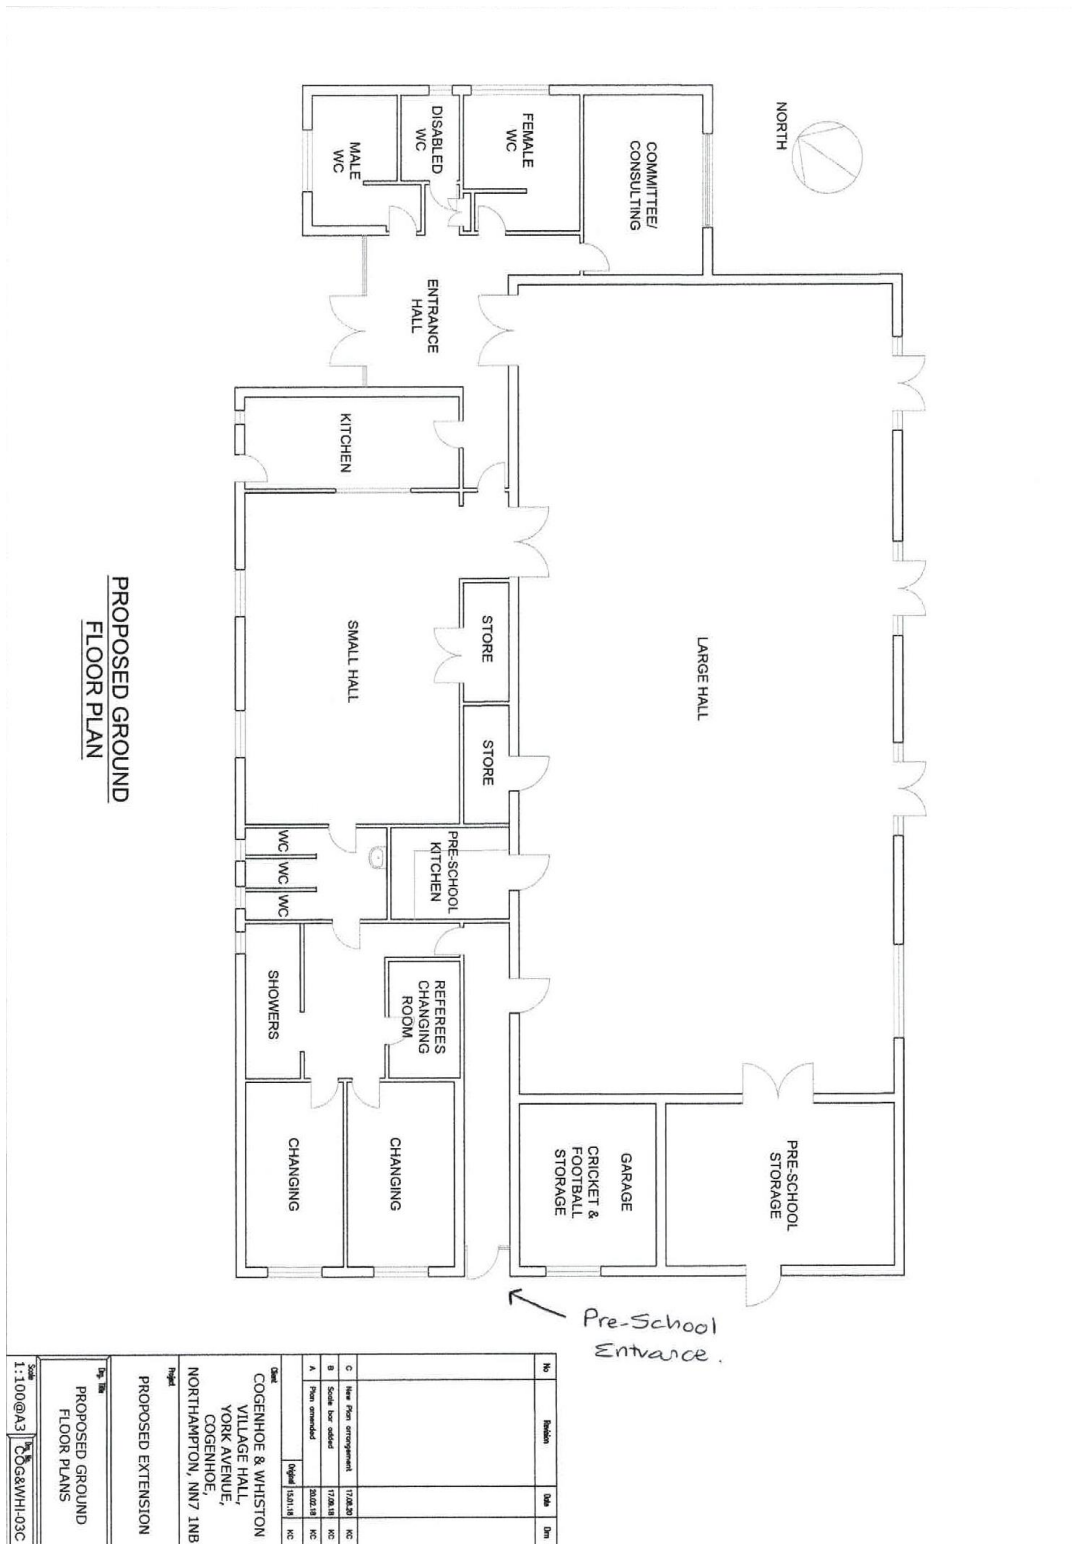 NORTH
COMMITTEE/
CONSULTING
FEMALE
WC
DISABLED
WC
MALE
WC
ENTRANCE
HALL
KITCHEN
LARGE HALL
SMALL HALL
STORE
STORE
PRE-SCHOOL
KITCHEN
WC
WC
WC
SHOWERS
REFEREES
CHANGING
ROOM
CHANGING
CHANGING
GARAGE
CRICKET &
FOOTBALL
STORAGE
PRE-SCHOOL
STORAGE
Pre-School
Entrance.
PROPOSED GROUND
FLOOR PLAN
No Revision Date Drn
C New Plan arrangement 17.08.20 KC
B Scale bar added 17.09.18 KC
A Plan amended 20.02.18 KC
Original 15.01.18 KC
Client
COGENHOE & WHISTON
VILLAGE HALL,
YORK AVENUE,
COGENHOE,
NORTHAMPTON, NN7 1NB
Project
PROPOSED EXTENSION
Drg. Title
PROPOSED GROUND
FLOOR PLANS
Scale
1:100@A3
Drg. No.
COG&WHI-03C